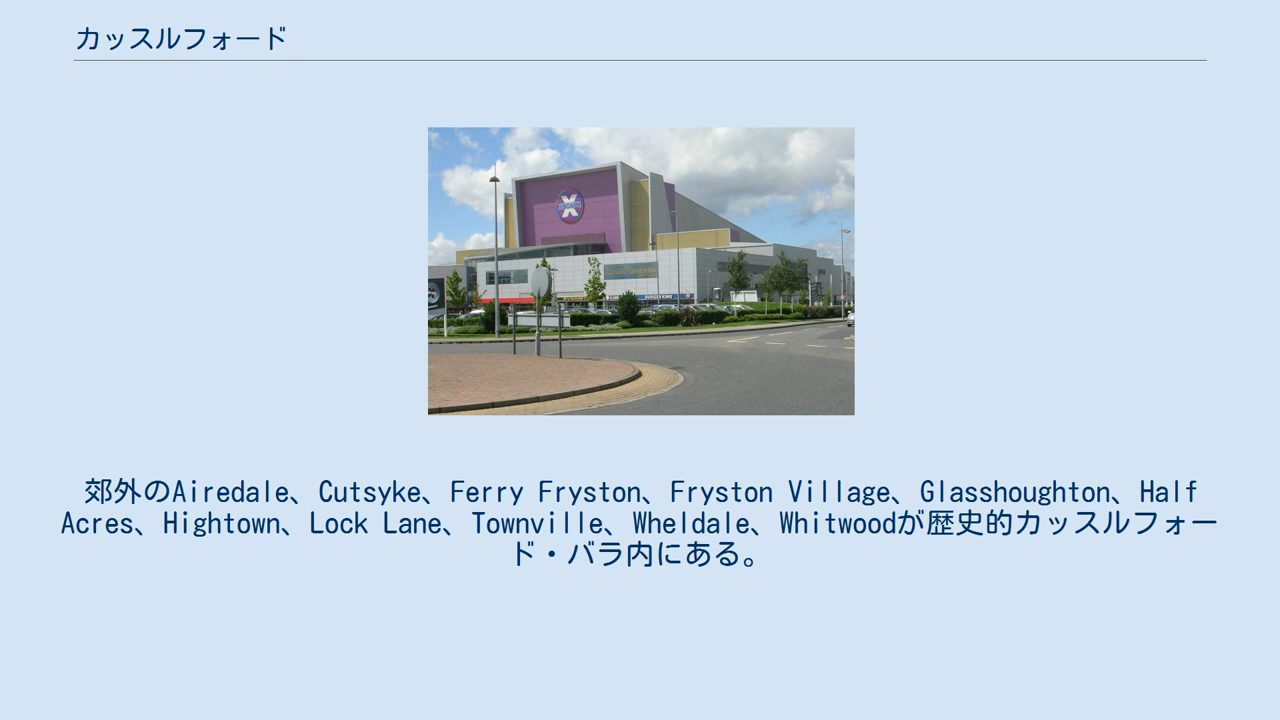 カッスルフォード
X
BURGER KING
郊外のAiredale、Cutsyke、Ferry Fryston、Fryston Village、Glasshoughton、Half
Acres、Hightown、Lock Lane、Townville、Wheldale、Whitwoodが歴史的カッスルフォー
ド・バラ内にある。